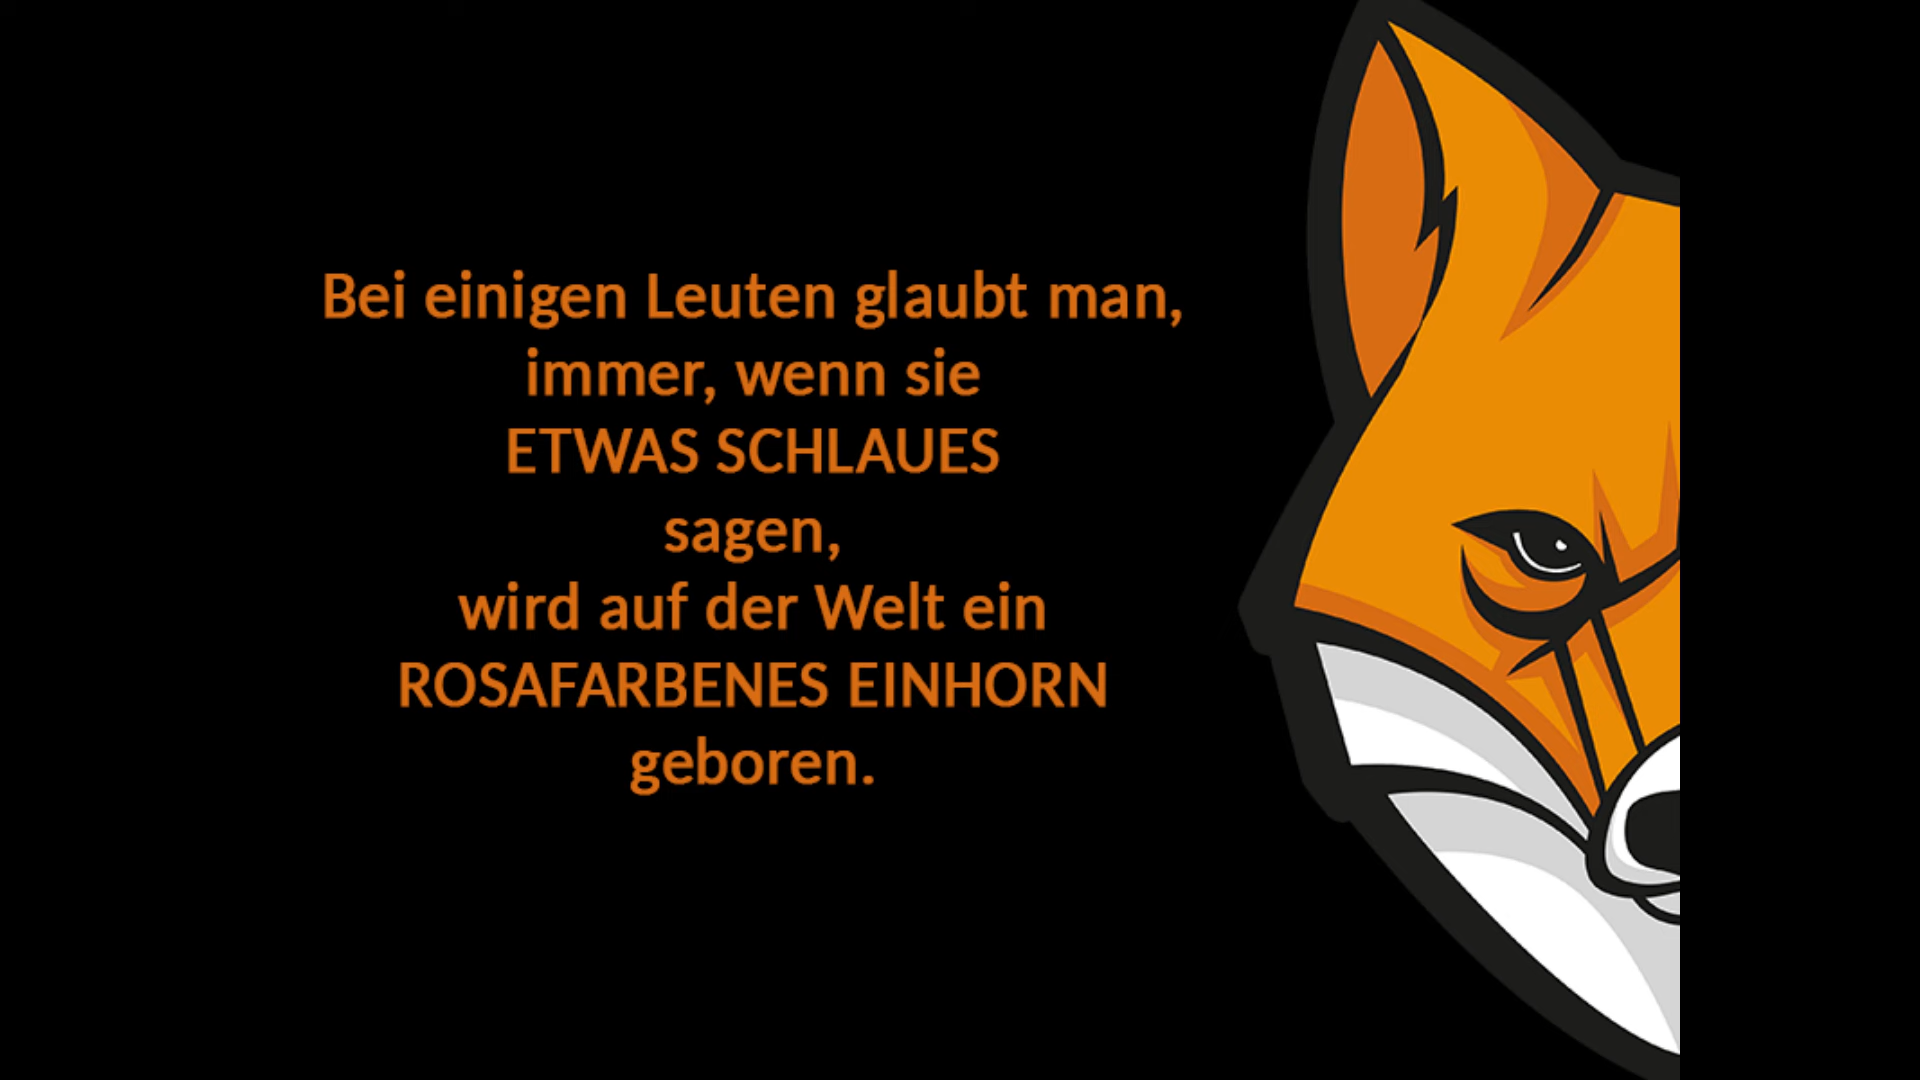 Bei einigen Leuten glaubt man,
immer, wenn sie
ETWAS SCHLAUES
sagen,
wird auf der Welt ein
ROSAFARBENES EINHORN
geboren.